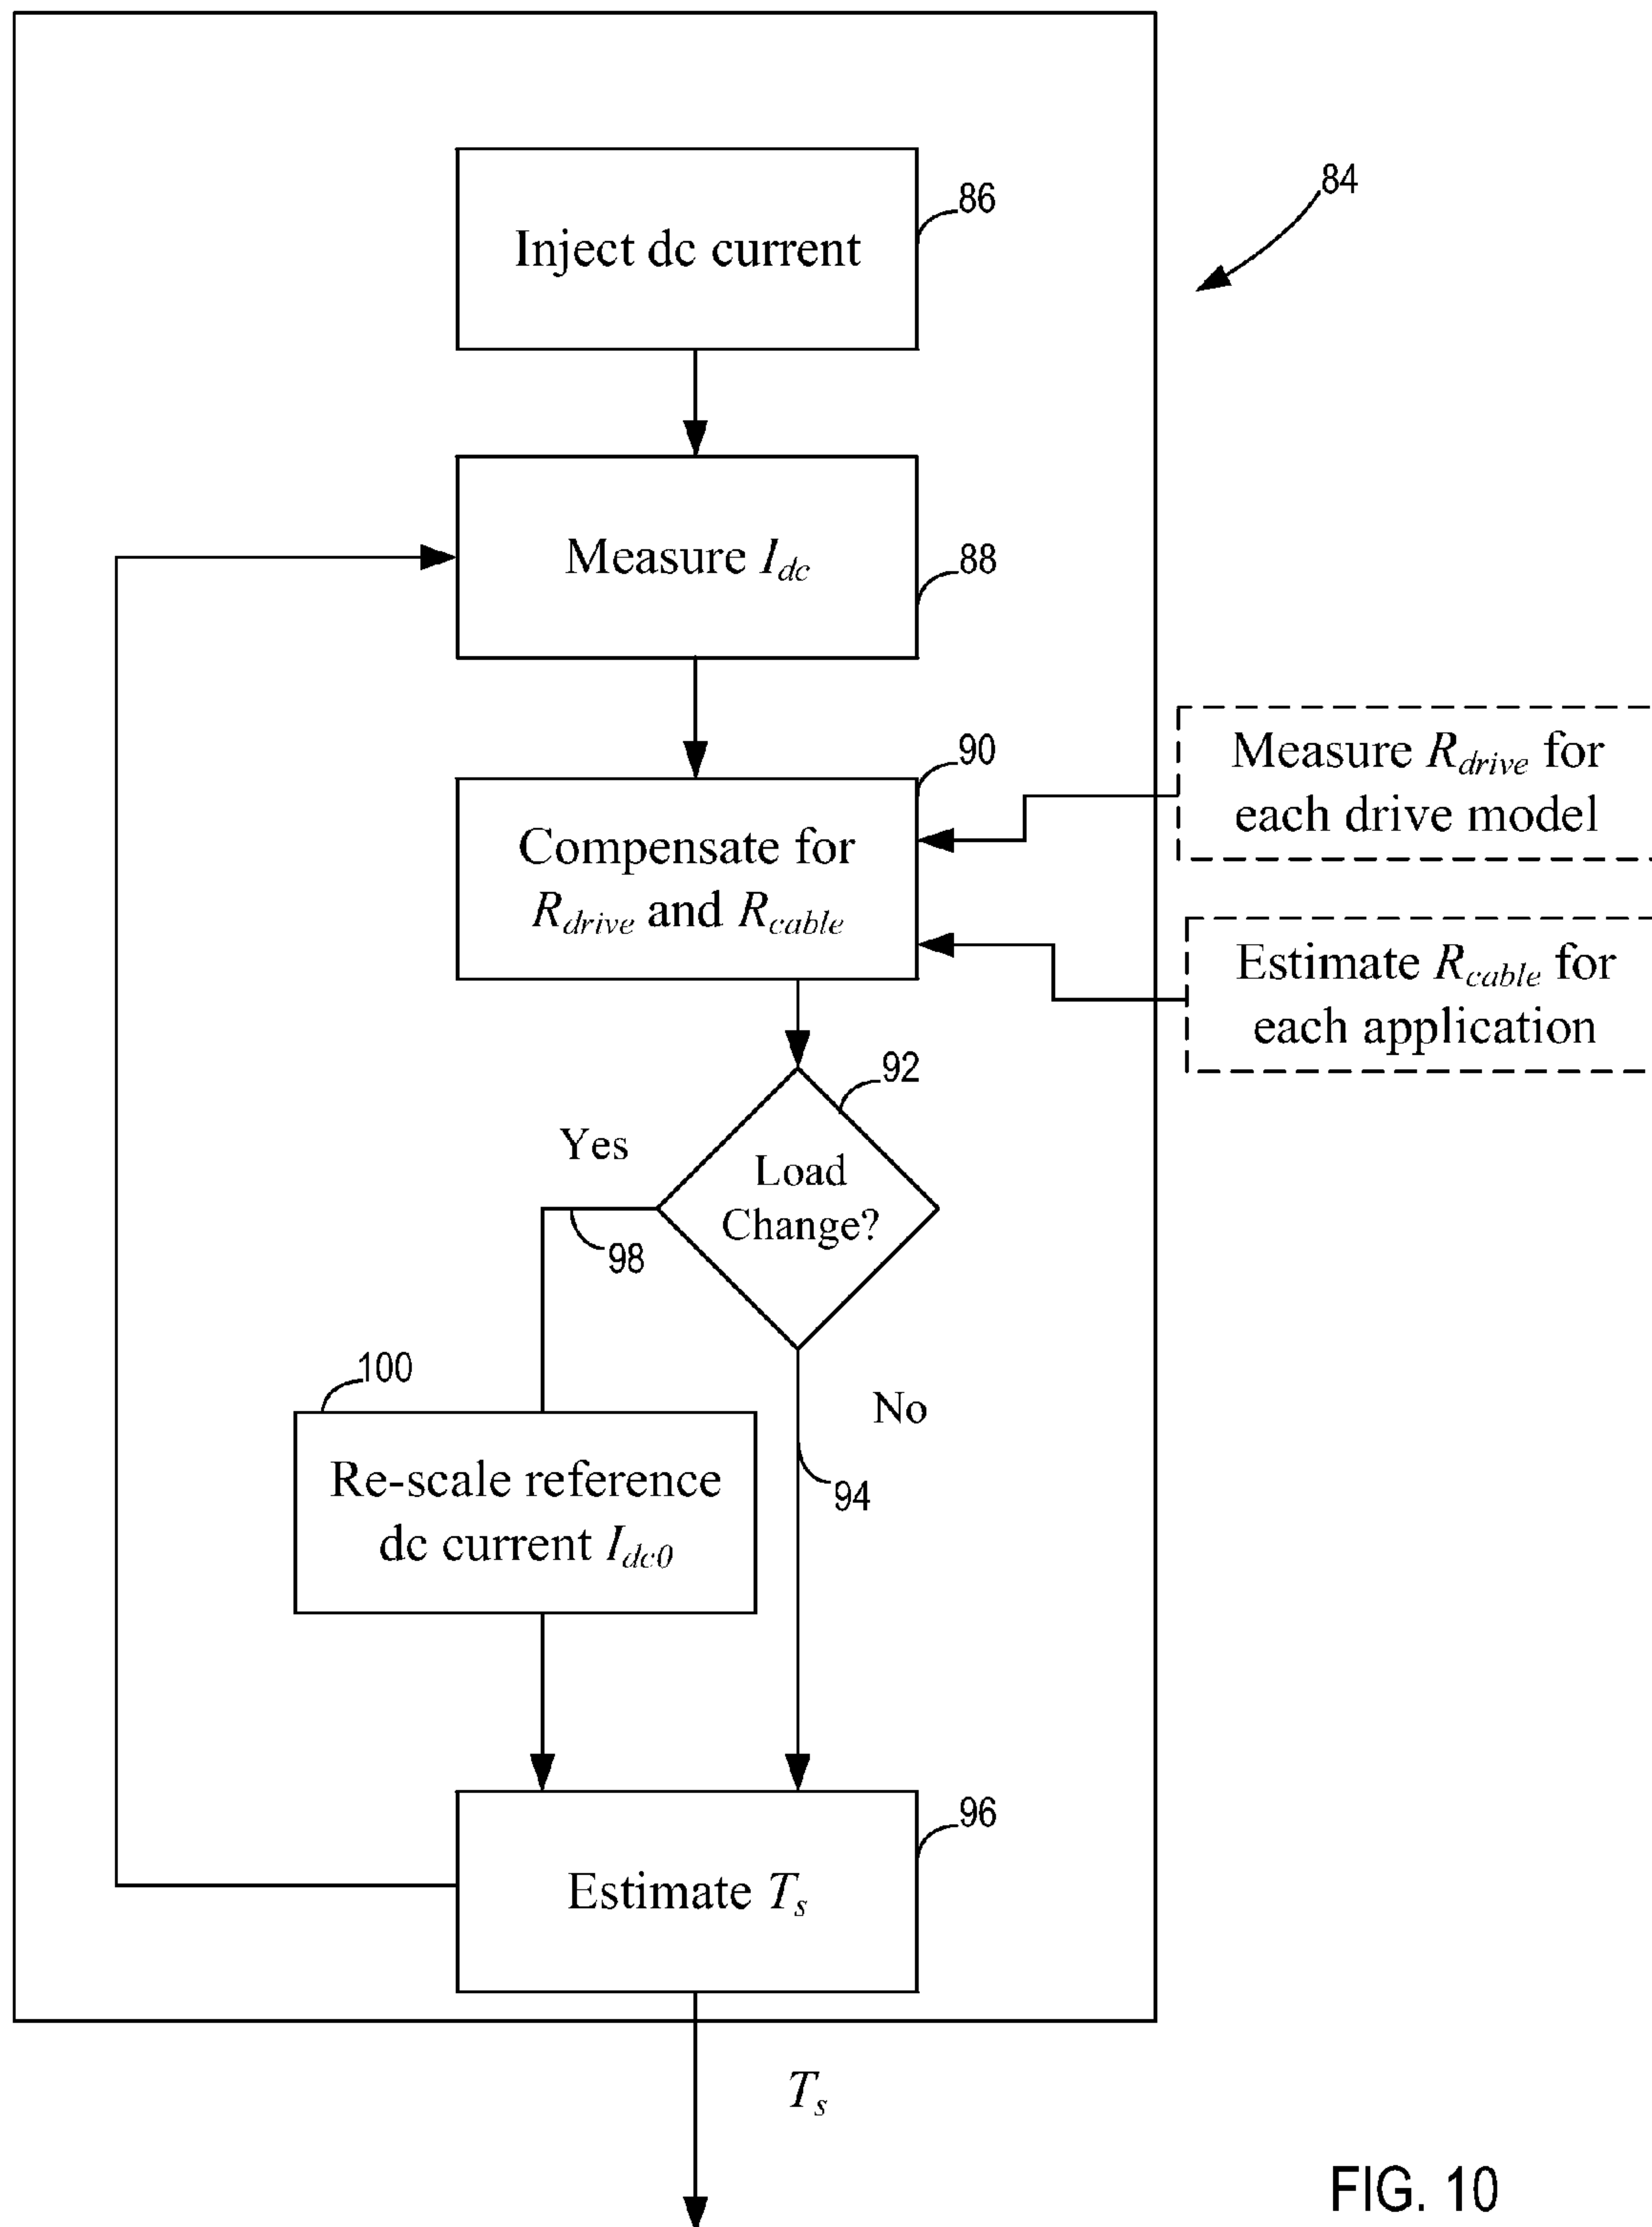 84
86
Inject dc current
Measure I_dc
88
90
Measure R_drive for
each drive model
Compensate for
R_drive and R_cable
Estimate R_cable for
each application
92
Yes
Load
Change?
98
100
No
Re-scale reference
dc current I_dc0
94
96
Estimate T_s
T_s
FIG. 10